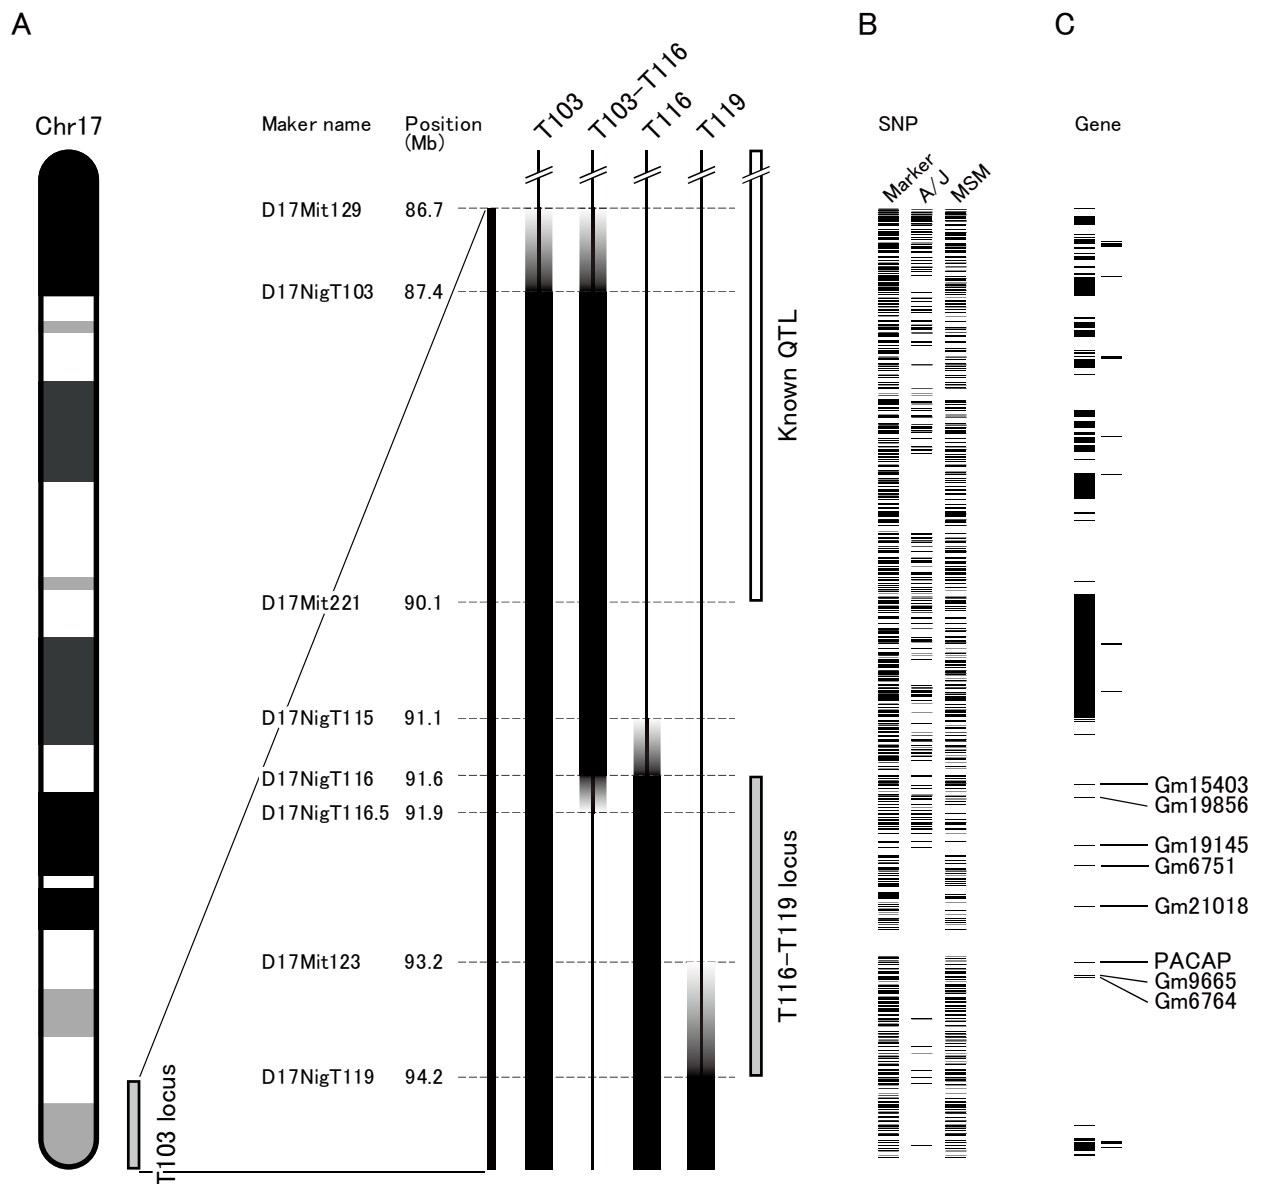 A
B
C
Chr17
Maker name
Position
(Mb)
T103
T103-T116
T116
T119
SNP
Marker
A/J
MSM
Gene
D17Mit129 86.7
D17NigT103 87.4
D17Mit221 90.1
D17NigT115 91.1
D17NigT116 91.6
D17NigT116.5 91.9
D17Mit123 93.2
D17NigT119 94.2
Known QTL
T116-T119 locus
T103 locus
Gm15403
Gm19856
Gm19145
Gm6751
Gm21018
PACAP
Gm9665
Gm6764